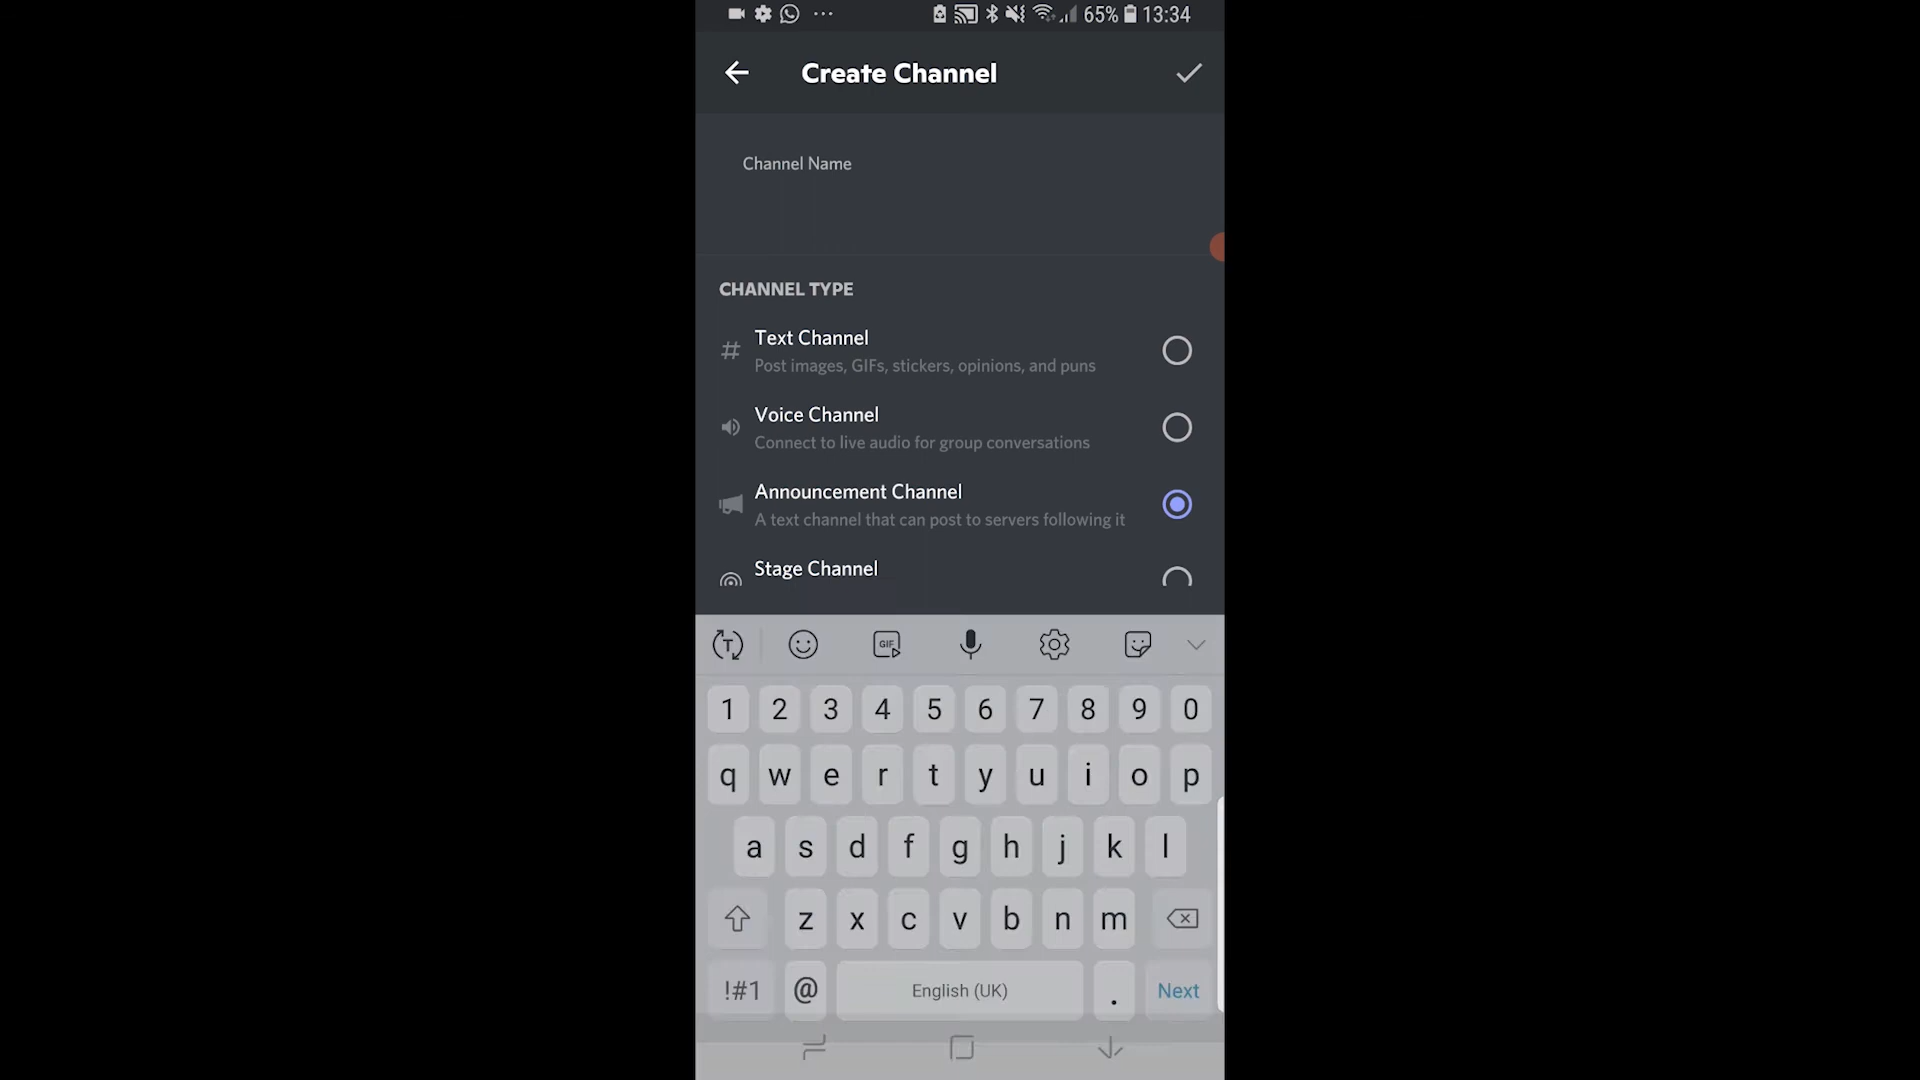 65% 13:34
Create Channel
Channel Name
CHANNEL TYPE
# Text Channel
Post images, GIFs, stickers, opinions, and puns
Voice Channel
Connect to live audio for group conversations
Announcement Channel
A text channel that can post to servers following it
Stage Channel
T GIF
1 2 3 4 5 6 7 8 9 0
q w e r t y u i o p
a s d f g h j k l
z x c v b n m
!#1 @ English (UK) . Next